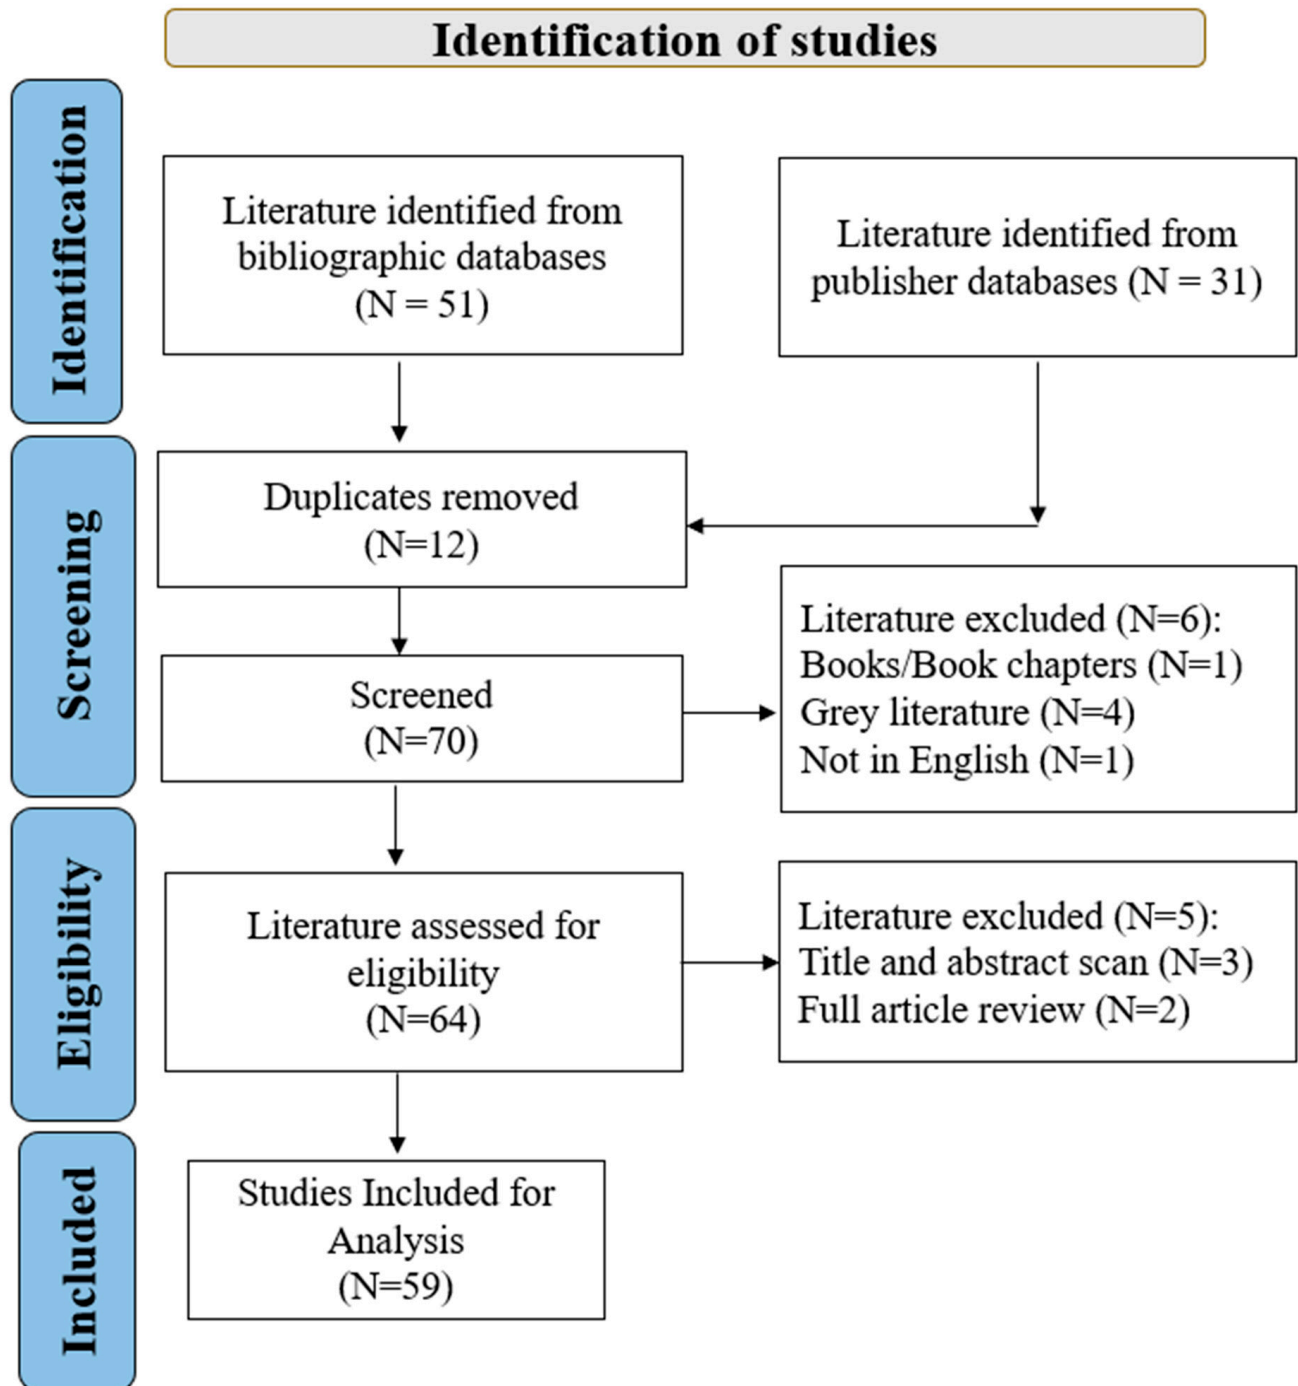 Identification of studies
Identification
Literature identified from
bibliographic databases
(N = 51)
Literature identified from
publisher databases (N = 31)
Screening
Duplicates removed
(N=12)
Screened
(N=70)
Literature excluded (N=6):
Books/Book chapters (N=1)
Grey literature (N=4)
Not in English (N=1)
Eligibility
Literature assessed for
eligibility
(N=64)
Literature excluded (N=5):
Title and abstract scan (N=3)
Full article review (N=2)
Included
Studies Included for
Analysis
(N=59)